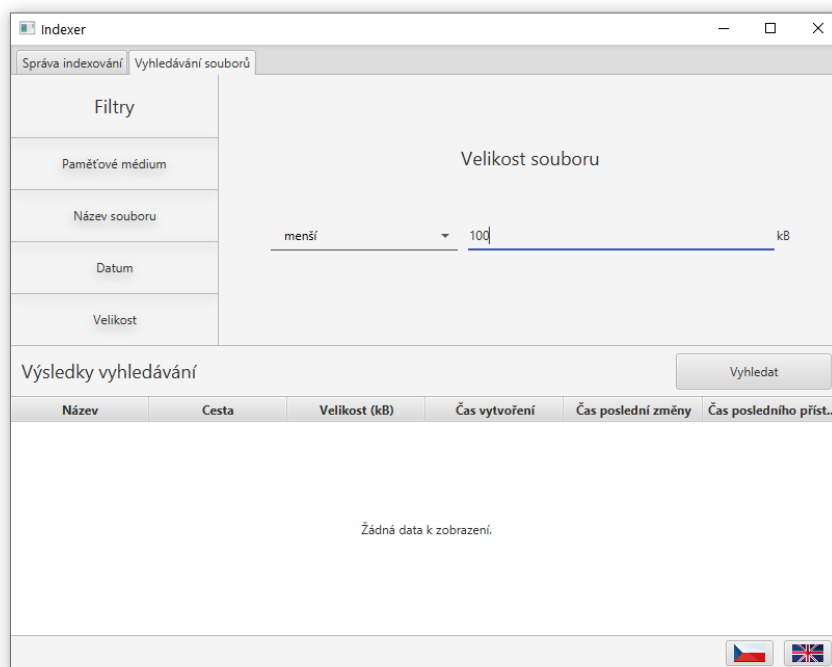 Indexer
Správa indexování Vyhledávání souborů
Filtry
Paměťové médium
Název souboru
Datum
Velikost
Velikost souboru
menší 100 kB
Výsledky vyhledávání Vyhledat
Název Cesta Velikost (kB) Čas vytvoření Čas poslední změny Čas posledního příst...
Žádná data k zobrazení.